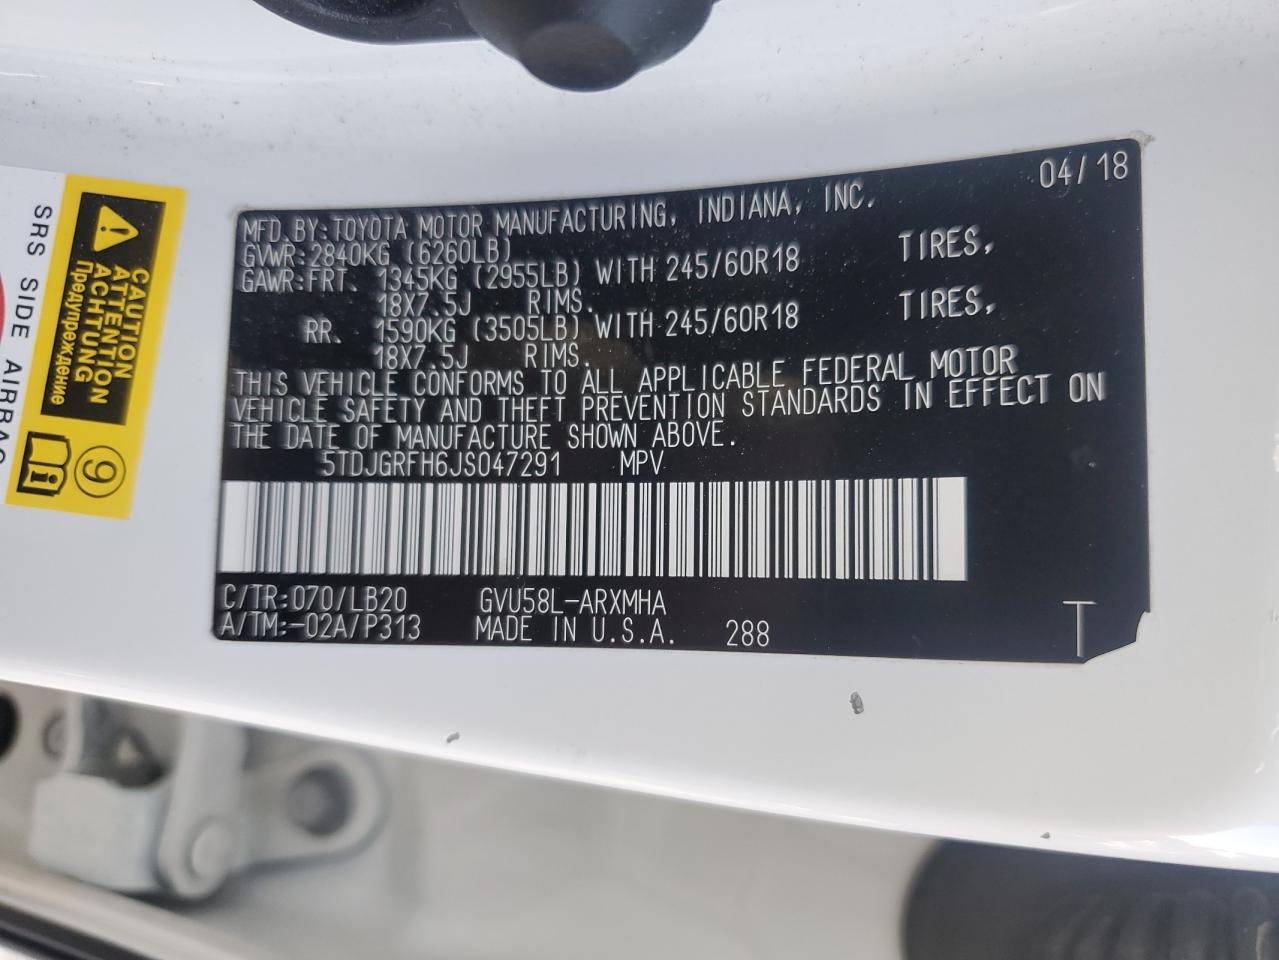 04/18
MFD.BY:TOYOTA MOTOR MANUFACTURING, INDIANA, INC.
GVWR:2840KG (6260LB)
GAWR:FRT. 1345KG (2955LB) WITH 245/60R18 TIRES,
18X7.5J RIMS.
RR. 1590KG (3505LB) WITH 245/60R18 TIRES,
18X7.5J RIMS.
THIS VEHICLE CONFORMS TO ALL APPLICABLE FEDERAL MOTOR
VEHICLE SAFETY AND THEFT PREVENTION STANDARDS IN EFFECT ON
THE DATE OF MANUFACTURE SHOWN ABOVE.
5TDJGRFH6JS047291 MPV
C/TR:070/LB20 GVU58L-ARXMHA
A/TM:-02A/P313 MADE IN U.S.A. 288
T
CAUTION
ATTENTION
ACHTUNG
Предупреждение
9
SRS SIDE AIRBAG